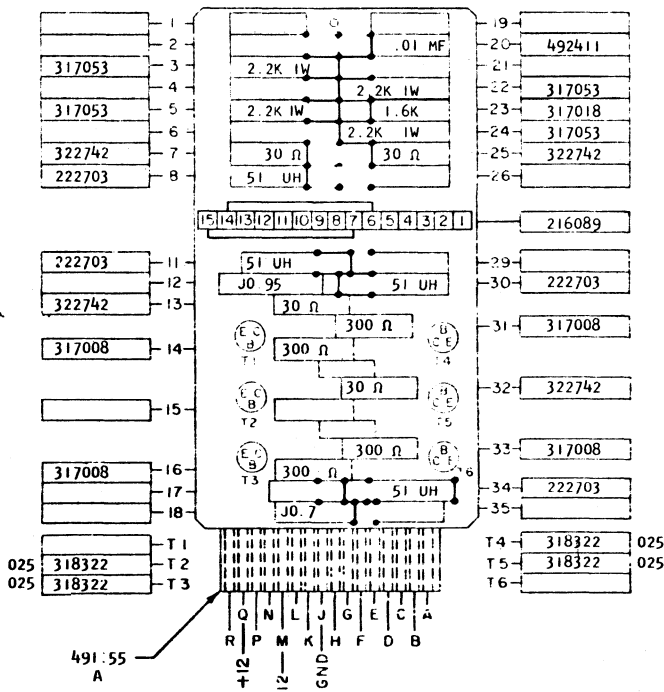 1 19
2 .01 MF 20 492411
317053 3 2.2K 1W 21
4 2.2K 1W 22 317053
317053 5 2.2K 1W 1.6K 23 317018
6 2.2K 1W 24 317053
322742 7 30 Ω 30 Ω 25 322742
222703 8 51 UH 26
15 14 13 12 11 10 9 8 7 6 5 4 3 2 1 216089
222703 11 51 UH 29
12 J0.95 51 UH 30 222703
322742 13 30 Ω
300 Ω 31 317008
E C B B C E
317008 14 300 Ω
T1 T4
30 Ω 32 322742
E C B B C E
15
T2 T5
300 Ω 33 317008
E C B B C E
317008 16 300 Ω T6
T3
17 51 UH 34 222703
18 J0.7 35
T1 T4 318322 025
025 318322 T2 T5 318322 025
025 318322 T3 T6
Q N L J G E C A
R P M K H F D B
+12 12- GND
491155
A